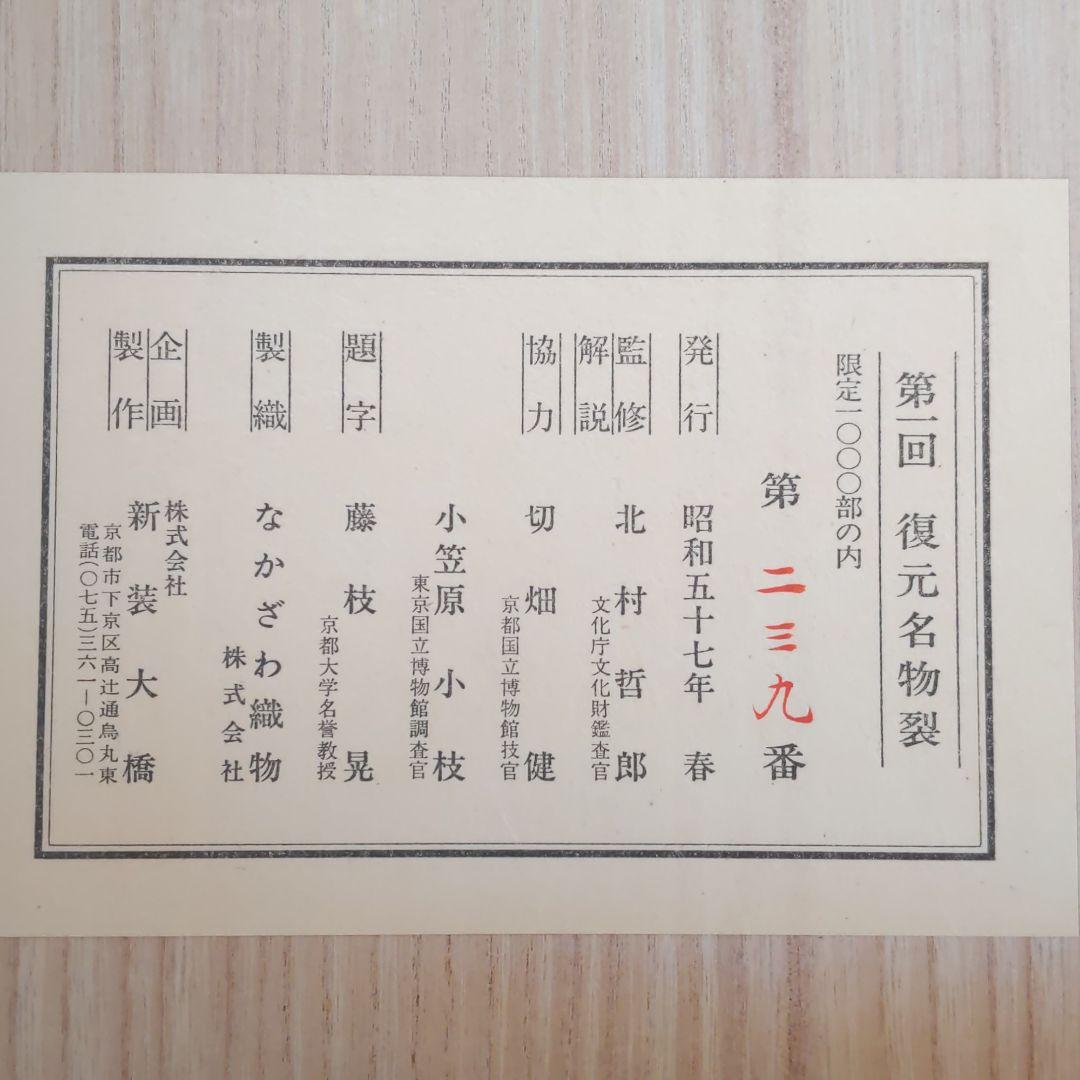 第一回　復元名物裂
限定一〇〇〇部の内
第二三九番
発行　昭和五十七年　春
監修
解説
北村哲郎
文化庁文化財鑑査官
協力　切畑健
京都国立博物館技官
小笠原小枝
東京国立博物館調査官
題字　藤枝晃
京都大学名誉教授
製織　なかざわ織物
株式会社
企画
製作
株式会社
新装大橋
京都市下京区高辻通烏丸東
電話(〇七五)三六一―〇三〇一